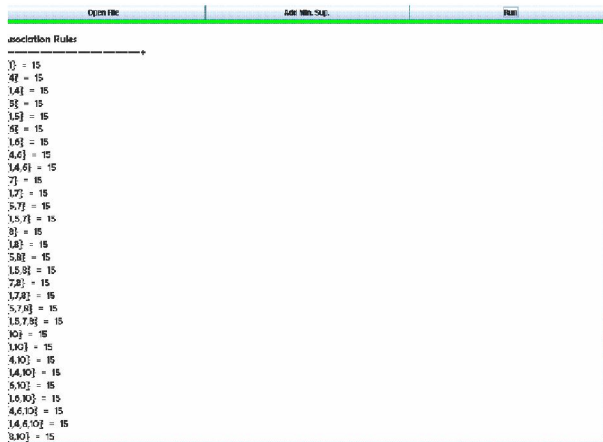 Open File Add Min. Sup. Run
ssociation Rules
----------------------------+
{1} = 15
{4} = 15
{1,4} = 15
{5} = 15
{1,5} = 15
{6} = 15
{1,6} = 15
{4,6} = 15
{1,4,6} = 15
{7} = 15
{1,7} = 15
{5,7} = 15
{1,5,7} = 15
{8} = 15
{1,8} = 15
{5,8} = 15
{1,5,8} = 15
{7,8} = 15
{1,7,8} = 15
{5,7,8} = 15
{1,5,7,8} = 15
{10} = 15
{1,10} = 15
{4,10} = 15
{1,4,10} = 15
{6,10} = 15
{1,6,10} = 15
{4,6,10} = 15
{1,4,6,10} = 15
{8,10} = 15